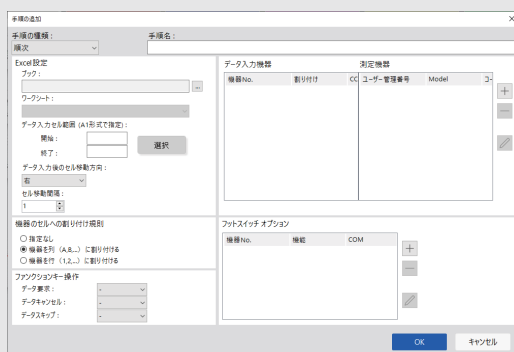 手順の追加
手順の種類：
手順名：
順次
Excel設定
ブック：
...
ワークシート：
データ入力セル範囲 (A1形式で指定)：
開始：
終了：
選択
データ入力後のセル移動方向：
右
セル移動間隔：
1
データ入力機器
測定機器
機器No. 割り付け CC
ユーザー管理番号 Model コー
機器のセルへの割り付け規則
指定なし
機器を列 (A,B,...) に割り付ける
機器を行 (1,2,...) に割り付ける
ファンクションキー操作
データ要求： -
データキャンセル： -
データスキップ： -
フットスイッチ オプション
機器No. 機能 COM
OK
キャンセル